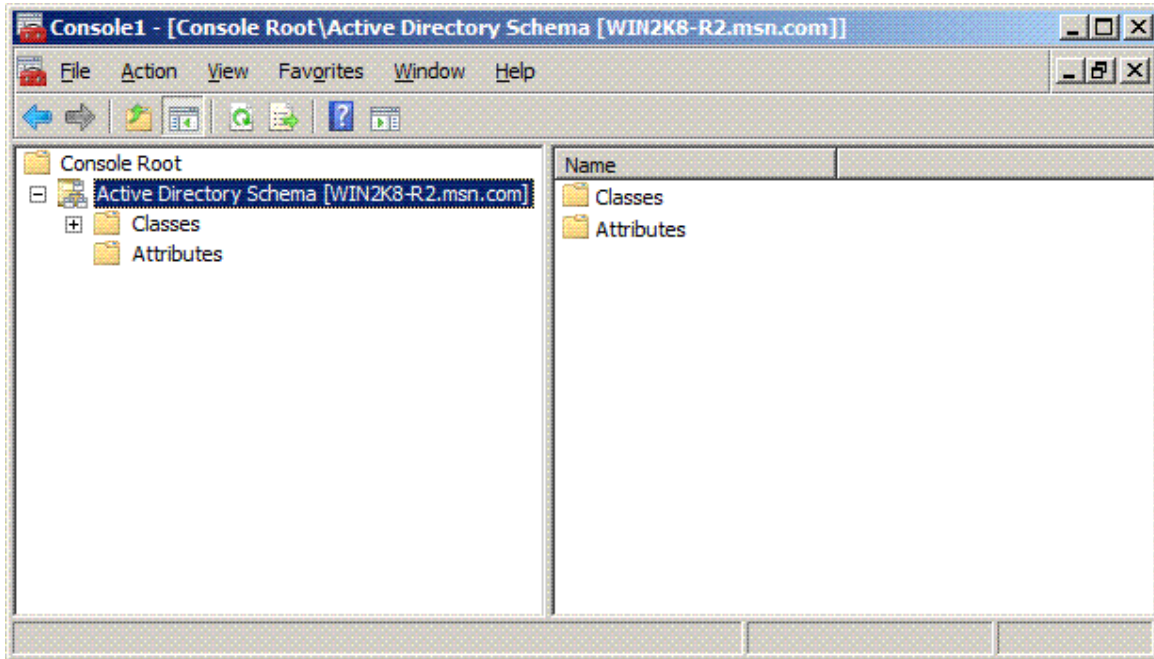 Console1 - [Console Root\Active Directory Schema [WIN2K8-R2.msn.com]]
File Action View Favorites Window Help
Console Root
Active Directory Schema [WIN2K8-R2.msn.com]
Classes
Attributes
Name
Classes
Attributes